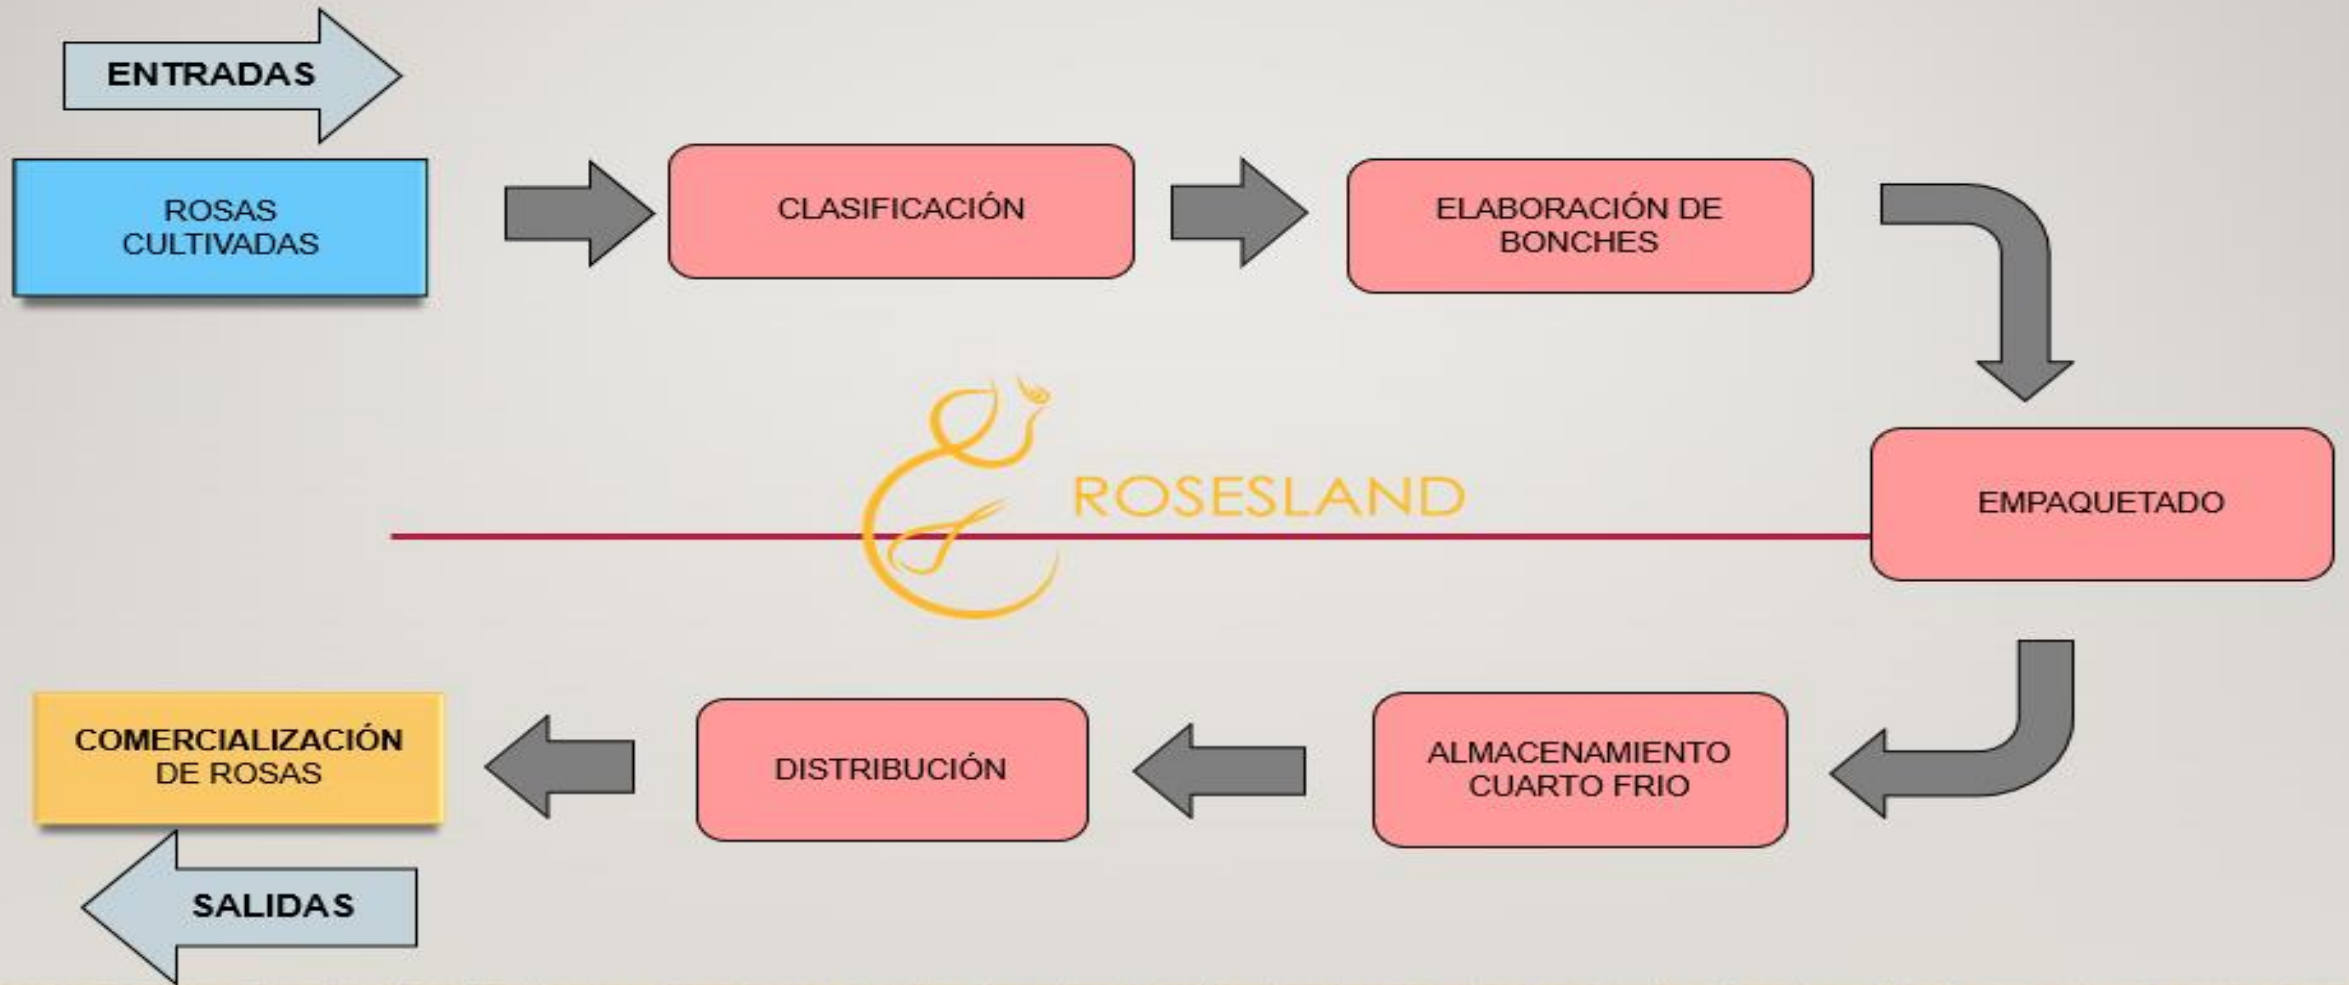 ENTRADAS
ROSAS
CULTIVADAS
CLASIFICACIÓN
ELABORACIÓN DE
BONCHES
ROSESLAND
EMPAQUETADO
ALMACENAMIENTO
CUARTO FRIO
DISTRIBUCIÓN
COMERCIALIZACIÓN
DE ROSAS
SALIDAS